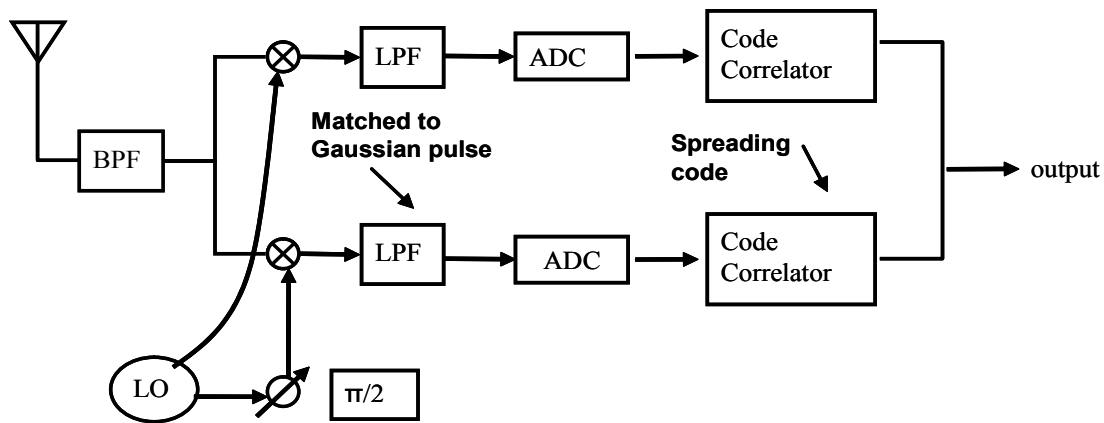 Code
Correlator
LPF
ADC
Matched to
Gaussian pulse
Spreading
code
BPF
output
LPF
ADC
Code
Correlator
LO
π/2